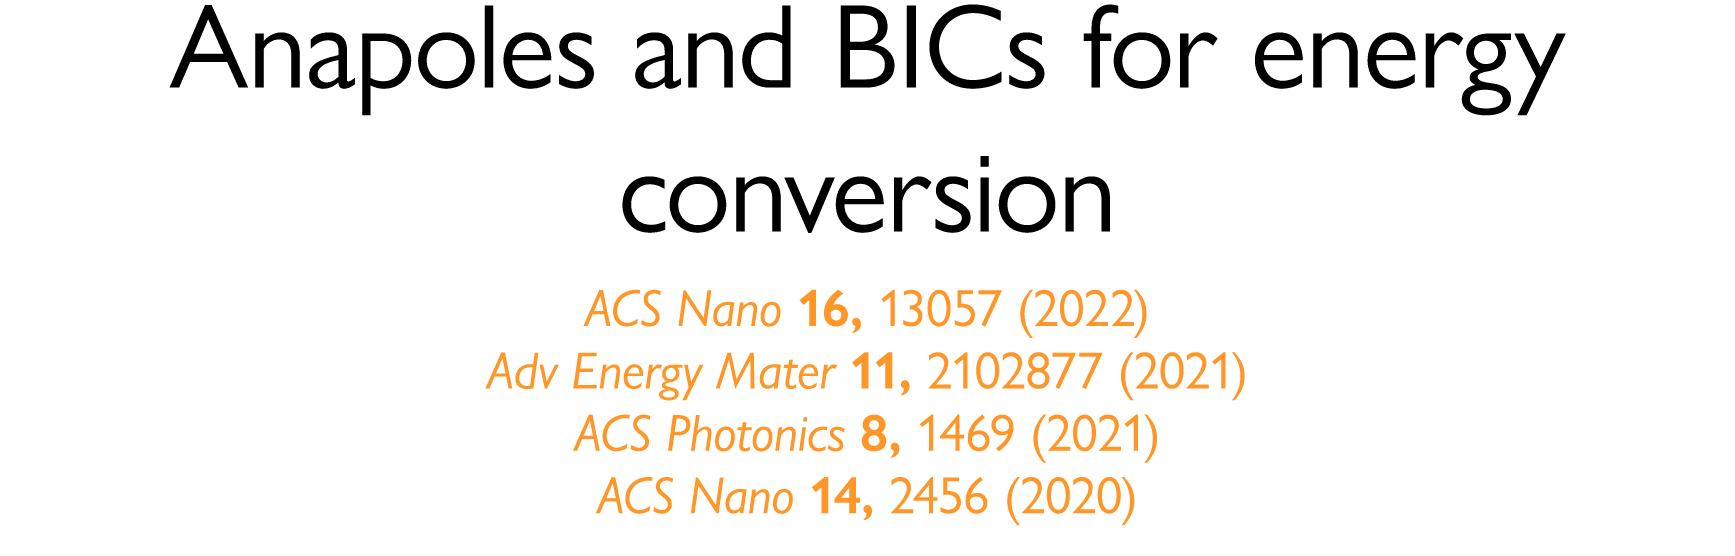 Anapoles and BICs for energy
conversion
ACS Nano 16, 13057 (2022)
Adv Energy Mater 11, 2102877 (2021)
ACS Photonics 8, 1469 (2021)
ACS Nano 14, 2456 (2020)